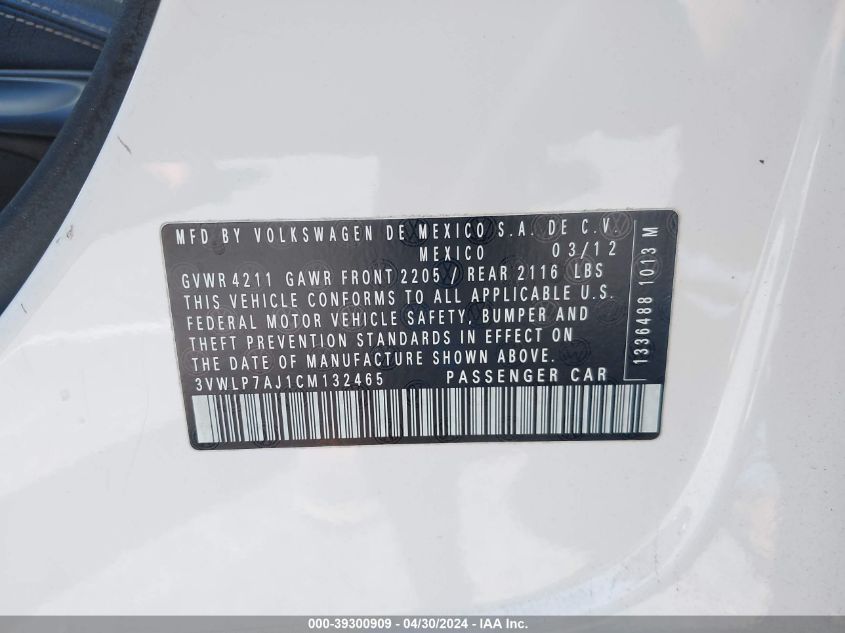 MFD BY VOLKSWAGEN DE MEXICO S.A. DE C.V.
MEXICO 03/12
GVWR 4211 GAWR FRONT 2205 / REAR 2116 LBS
THIS VEHICLE CONFORMS TO ALL APPLICABLE U.S.
FEDERAL MOTOR VEHICLE SAFETY, BUMPER AND
THEFT PREVENTION STANDARDS IN EFFECT ON
THE DATE OF MANUFACTURE SHOWN ABOVE.
3VWLP7AJ1CM132465 PASSENGER CAR
1336488 1013 M
000-39300909 - 04/30/2024 - IAA Inc.